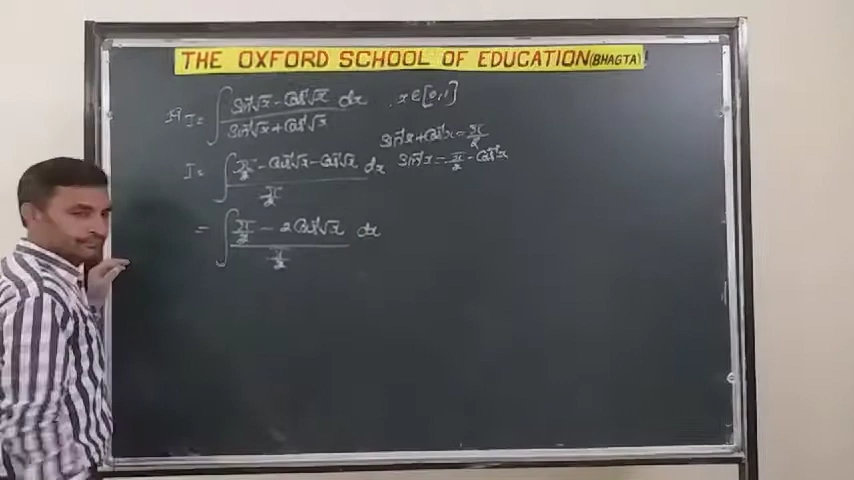 THE OXFORD SCHOOL OF EDUCATION (BHAGTA)
I = ∫ (Sin⁻¹√x - Cos⁻¹√x)/(Sin⁻¹√x + Cos⁻¹√x) dx , x ∈ [0,1]
Sin⁻¹x + Cos⁻¹x = π/2
I = ∫ (π/2 - Cos⁻¹√x - Cos⁻¹√x)/(π/2) dx
Sin⁻¹x = π/2 - Cos⁻¹x
= ∫ (π/2 - 2Cos⁻¹√x)/(π/2) dx